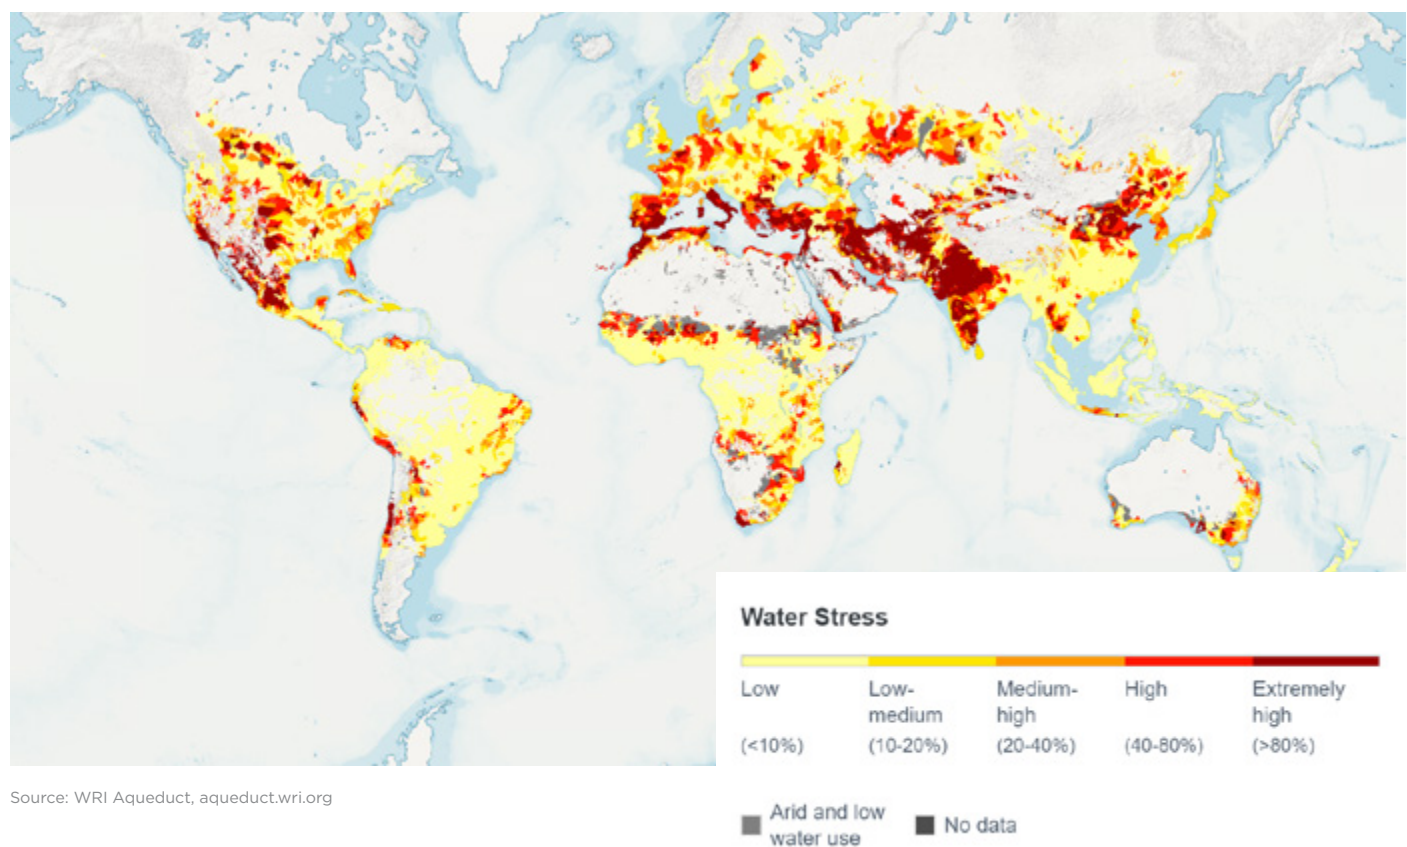 Water Stress
Low
Low-
medium
Medium-
high
High
Extremely
high
(<10%)
(10-20%)
(20-40%)
(40-80%)
(>80%)
Source: WRI Aqueduct, aqueduct.wri.org
Arid and low
water use
No data